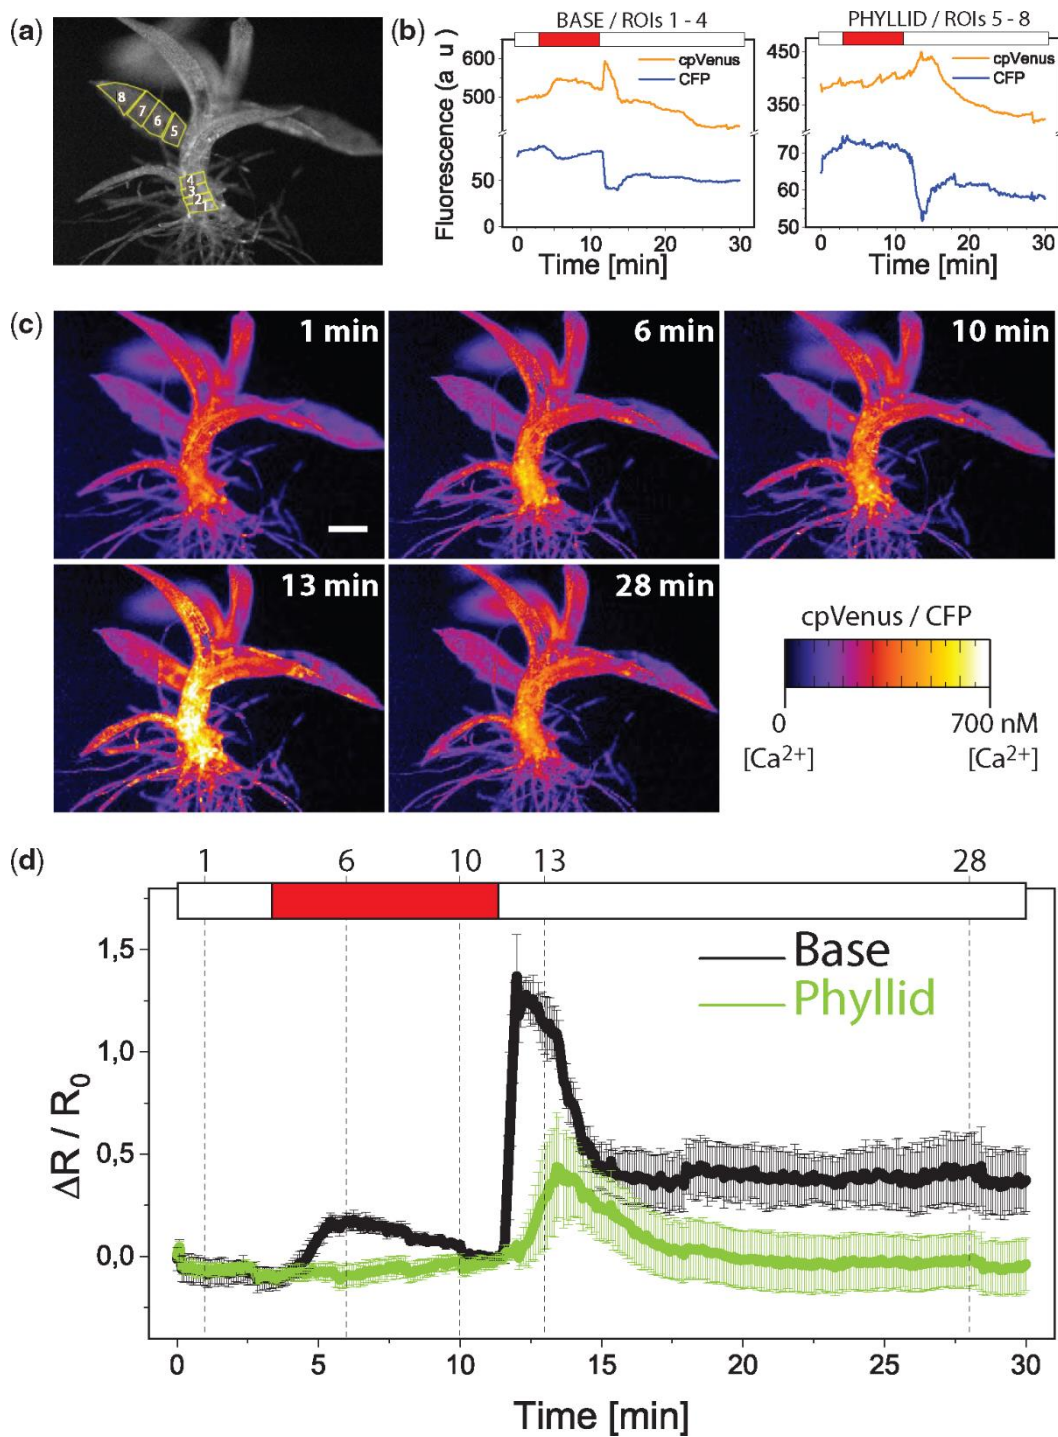 (a)
8
7
6
5
4
3
2
1
(b)
BASE / ROIs 1 - 4
cpVenus
CFP
Fluorescence (a u )
600
500
50
0
0 10 20 30
Time [min]
PHYLLID / ROIs 5 - 8
cpVenus
CFP
450
350
70
60
50
0 10 20 30
Time [min]
(c)
1 min
6 min
10 min
13 min
28 min
cpVenus / CFP
0 700 nM
[Ca²⁺] [Ca²⁺]
(d)
1 6 10 13 28
Base
Phyllid
ΔR / R₀
1,5
1,0
0,5
0,0
0 5 10 15 20 25 30
Time [min]